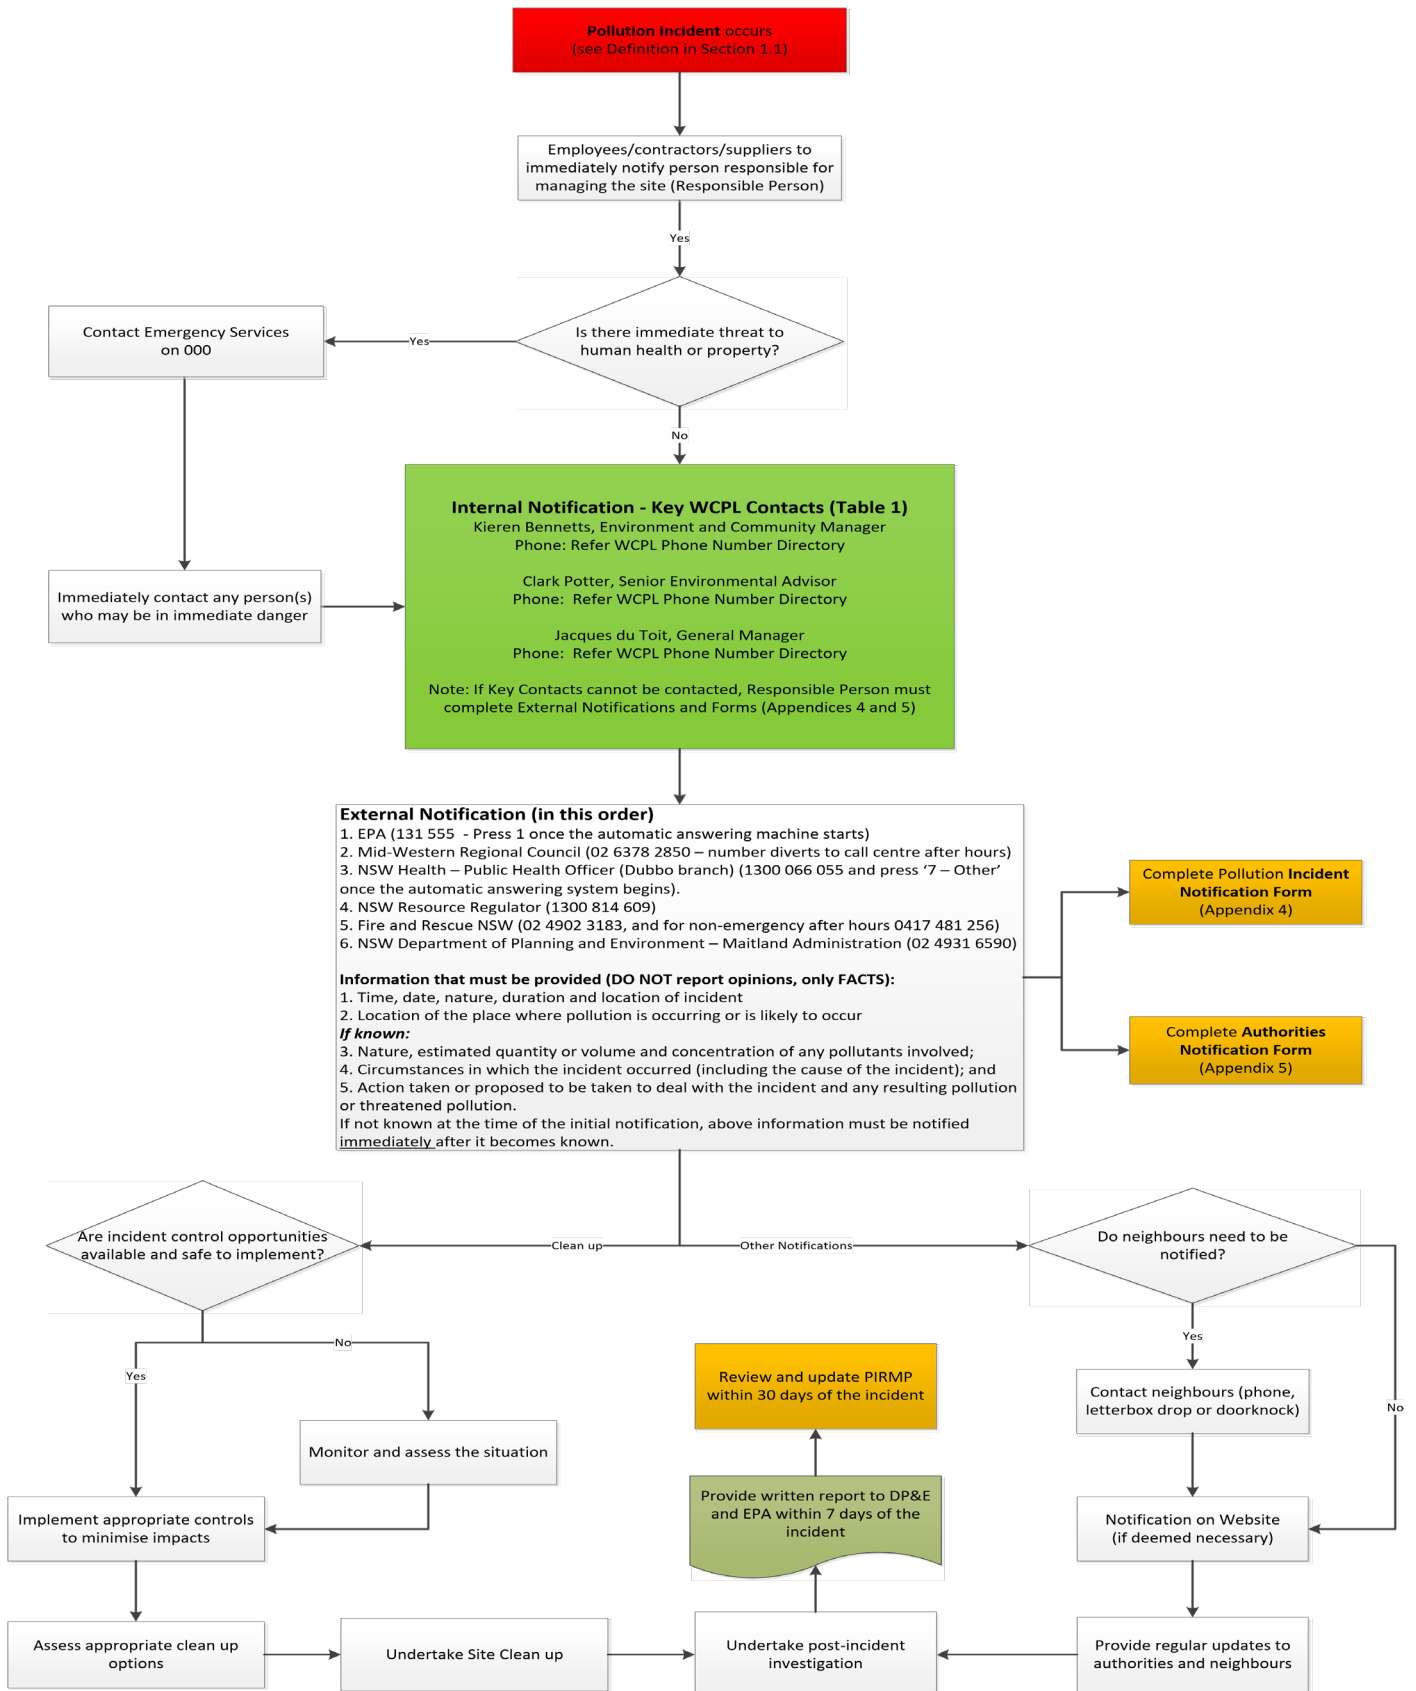 Pollution Incident occurs
(see Definition in Section 1.1)
Employees/contractors/suppliers to
immediately notify person responsible for
managing the site (Responsible Person)
Yes
Is there immediate threat to
human health or property?
Yes
Contact Emergency Services
on 000
No
Immediately contact any person(s)
who may be in immediate danger
Internal Notification - Key WCPL Contacts (Table 1)
Kieren Bennetts, Environment and Community Manager
Phone: Refer WCPL Phone Number Directory
Clark Potter, Senior Environmental Advisor
Phone:  Refer WCPL Phone Number Directory
Jacques du Toit, General Manager
Phone:  Refer WCPL Phone Number Directory
Note: If Key Contacts cannot be contacted, Responsible Person must
complete External Notifications and Forms (Appendices 4 and 5)
External Notification (in this order)
1. EPA (131 555  - Press 1 once the automatic answering machine starts)
2. Mid-Western Regional Council (02 6378 2850 – number diverts to call centre after hours)
3. NSW Health – Public Health Officer (Dubbo branch) (1300 066 055 and press ‘7 – Other’
once the automatic answering system begins).
4. NSW Resource Regulator (1300 814 609)
5. Fire and Rescue NSW (02 4902 3183, and for non-emergency after hours 0417 481 256)
6. NSW Department of Planning and Environment – Maitland Administration (02 4931 6590)
Information that must be provided (DO NOT report opinions, only FACTS):
1. Time, date, nature, duration and location of incident
2. Location of the place where pollution is occurring or is likely to occur
If known:
3. Nature, estimated quantity or volume and concentration of any pollutants involved;
4. Circumstances in which the incident occurred (including the cause of the incident); and
5. Action taken or proposed to be taken to deal with the incident and any resulting pollution
or threatened pollution.
If not known at the time of the initial notification, above information must be notified
immediately after it becomes known.
Complete Pollution Incident
Notification Form
(Appendix 4)
Complete Authorities
Notification Form
(Appendix 5)
Are incident control opportunities
available and safe to implement?
Clean up
Other Notifications
Do neighbours need to be
notified?
No
Yes
Yes
No
Monitor and assess the situation
Implement appropriate controls
to minimise impacts
Assess appropriate clean up
options
Undertake Site Clean up
Review and update PIRMP
within 30 days of the incident
Provide written report to DP&E
and EPA within 7 days of the
incident
Undertake post-incident
investigation
Contact neighbours (phone,
letterbox drop or doorknock)
Notification on Website
(if deemed necessary)
Provide regular updates to
authorities and neighbours